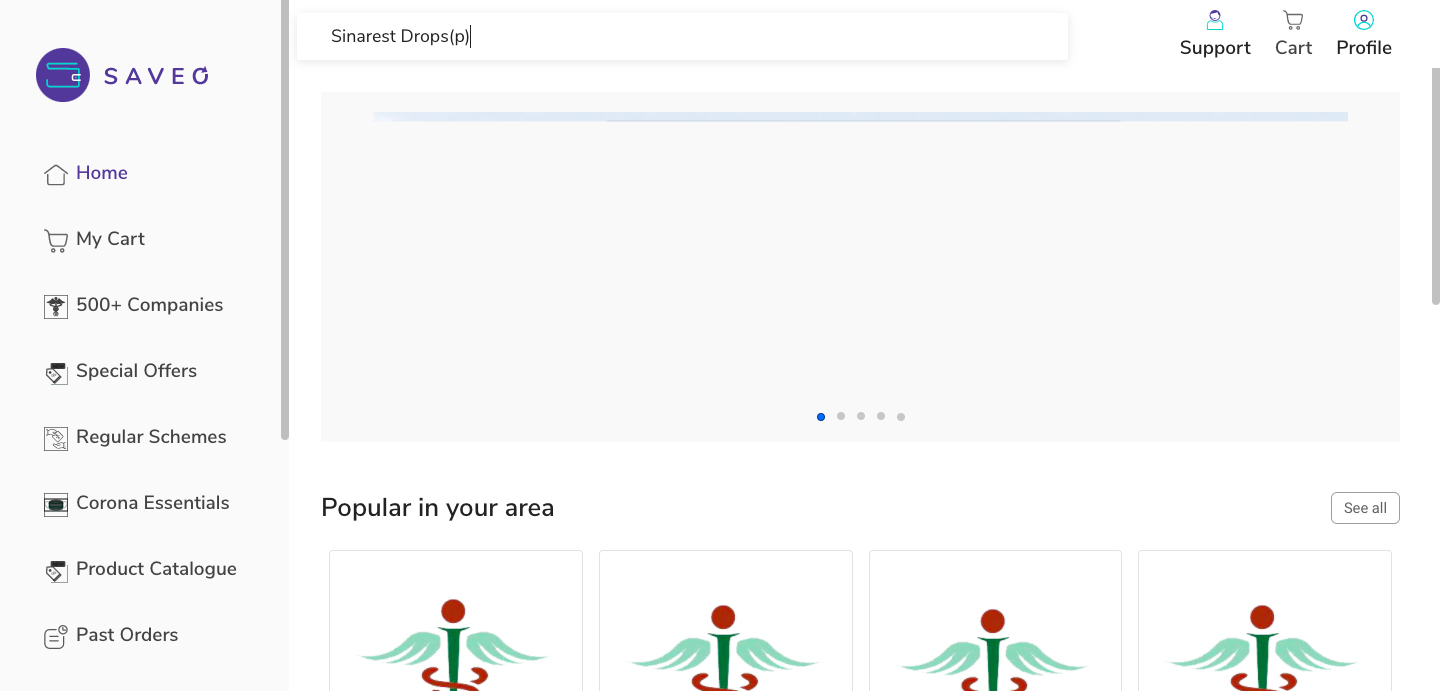 Sinarest Drops(p)
Support
Cart
Profile
SAVEO
Home
My Cart
500+ Companies
Special Offers
Regular Schemes
Corona Essentials
Product Catalogue
Past Orders
Popular in your area
See all